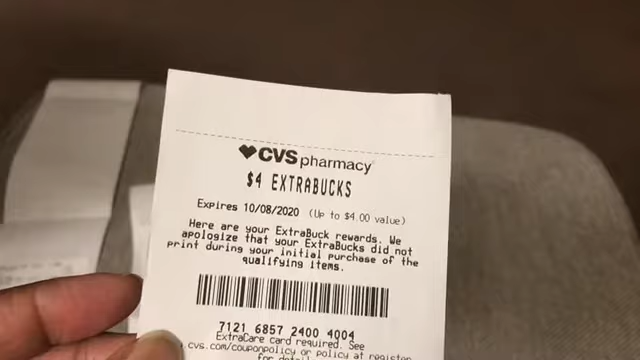 CVS pharmacy
$4 EXTRABUCKS
Expires 10/08/2020 (Up to $4.00 value)
Here are your ExtraBuck rewards. We
apologize that your ExtraBucks did not
print during your initial purchase of the
qualifying items.
7121 6857 2400 4004
ExtraCare card required. See
.cvs.com/couponpolicy or policy at register
for detail